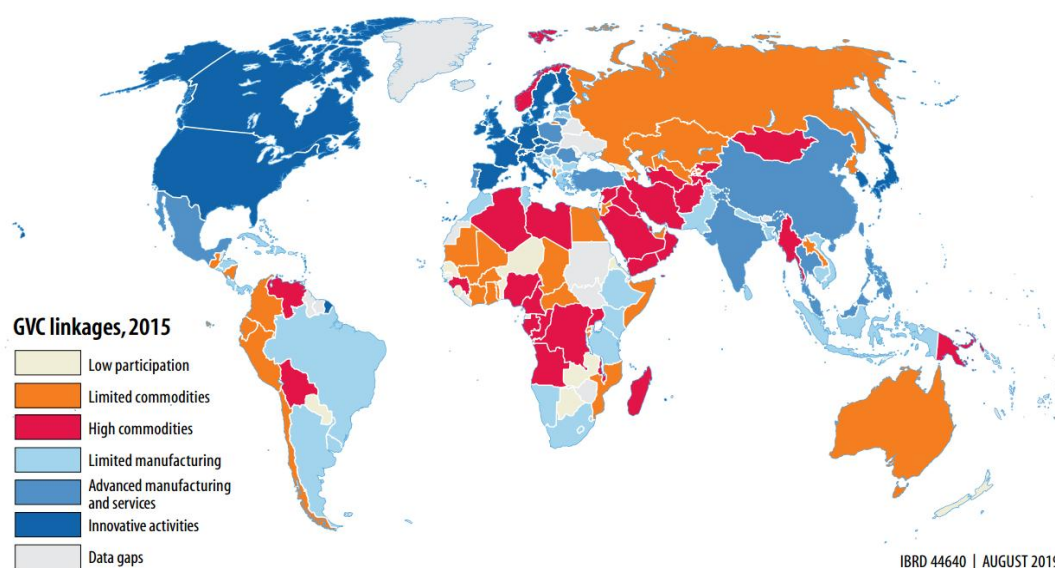 GVC linkages, 2015
Low participation
Limited commodities
High commodities
Limited manufacturing
Advanced manufacturing
and services
Innovative activities
Data gaps
IBRD 44640 | AUGUST 2019